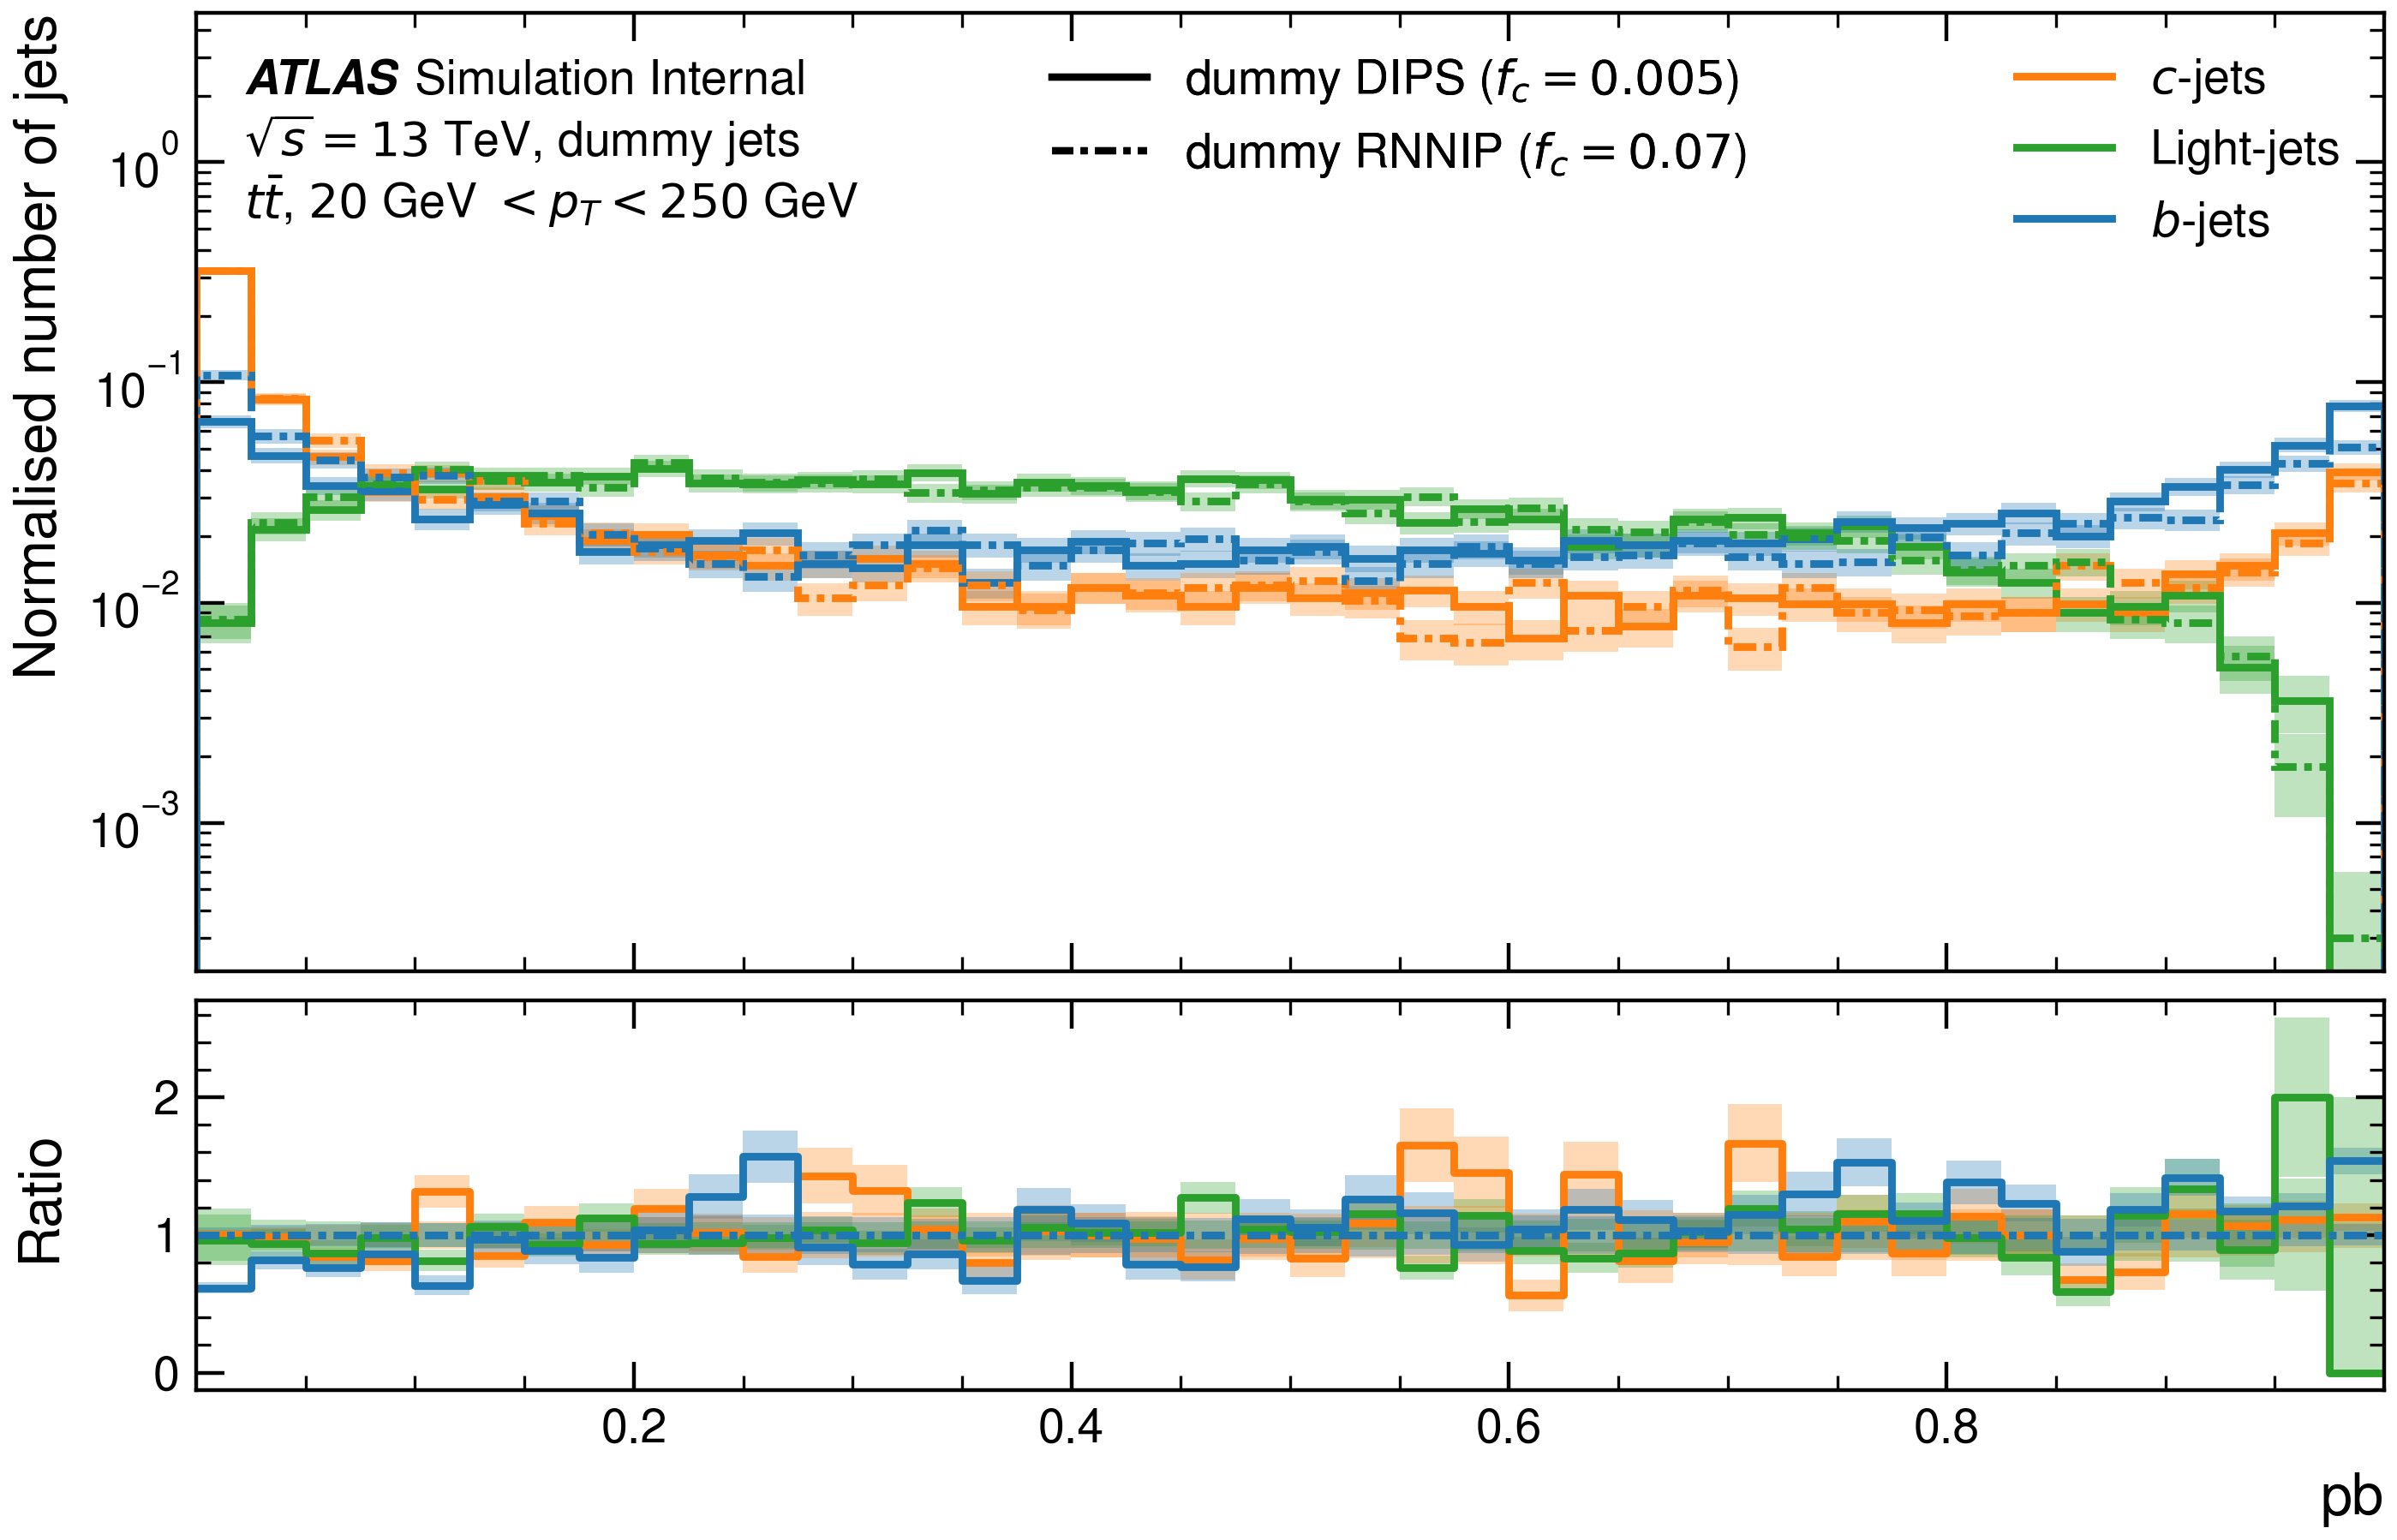 Normalised number of jets
ATLAS Simulation Internal
√s = 13 TeV, dummy jets
tt̄, 20 GeV < p_T < 250 GeV
dummy DIPS (f_c = 0.005)
dummy RNNIP (f_c = 0.07)
c-jets
Light-jets
b-jets
10^0
10^−1
10^−2
10^−3
Ratio
2
1
0
0.2 0.4 0.6 0.8
pb